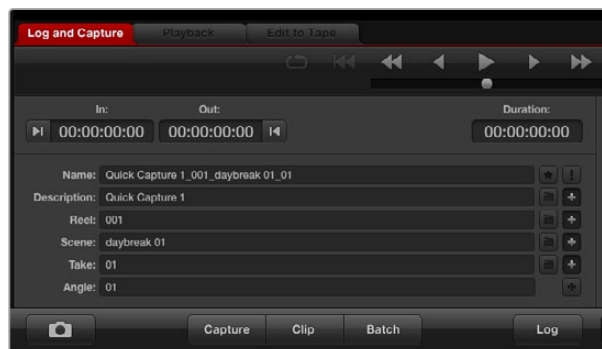 Log and Capture Playback Edit to Tape
In: Out: Duration:
00:00:00:00 00:00:00:00 00:00:00:00
Name: Quick Capture 1_001_daybreak 01_01
Description: Quick Capture 1
Reel: 001
Scene: daybreak 01
Take: 01
Angle: 01
Capture Clip Batch Log